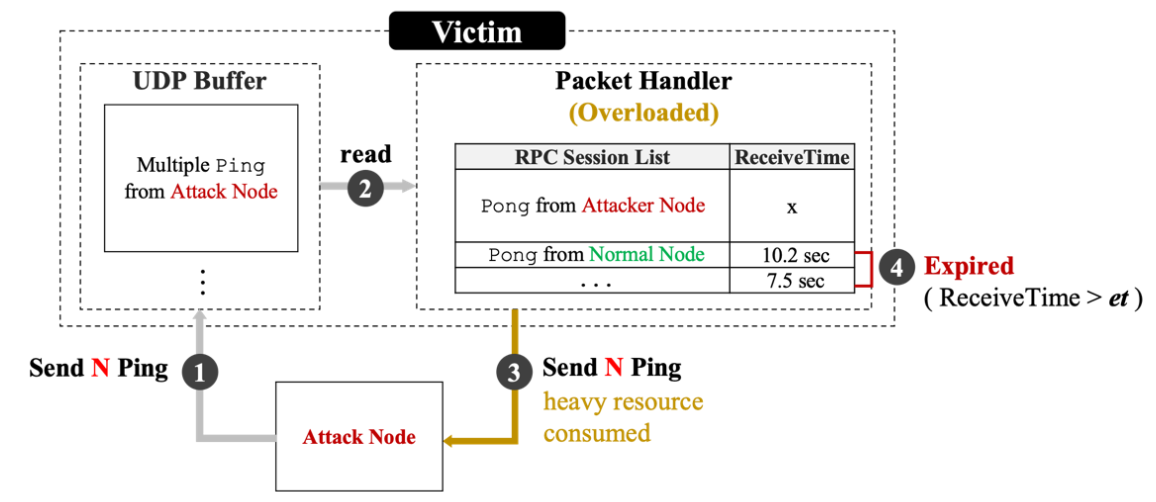 Victim
UDP Buffer
Multiple Ping
from Attack Node
⋮
read
2
Packet Handler
(Overloaded)
RPC Session List ReceiveTime
Pong from Attacker Node x
Pong from Normal Node 10.2 sec
. . . 7.5 sec
4 Expired
( ReceiveTime > et )
Send N Ping 1
3 Send N Ping
heavy resource
consumed
Attack Node